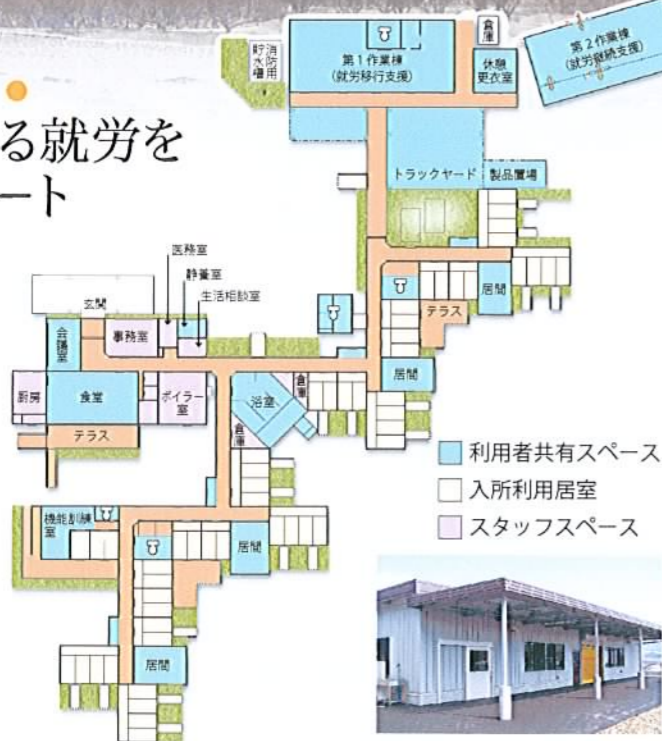 る就労を
ート
消防用
貯水槽
第1作業棟
(就労移行支援)
倉庫
休憩
更衣室
第2作業棟
(就労継続支援)
トラックヤード
製品置場
医務室
静養室
生活相談室
玄関
会議室
事務室
厨房
食堂
ボイラー
室
テラス
浴室
倉庫
倉庫
居間
テラス
居間
機能訓練
室
居間
居間
利用者共有スペース
入所利用居室
スタッフスペース